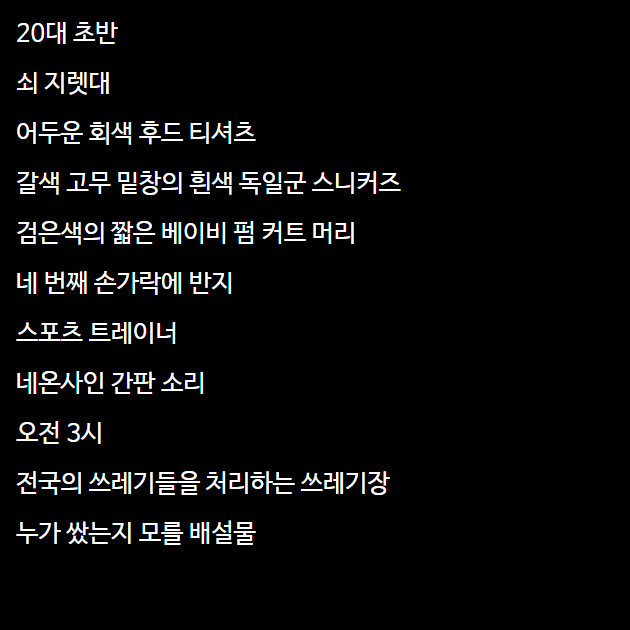 20대 초반
쇠 지렛대
어두운 회색 후드 티셔츠
갈색 고무 밑창의 흰색 독일군 스니커즈
검은색의 짧은 베이비 펌 커트 머리
네 번째 손가락에 반지
스포츠 트레이너
네온사인 간판 소리
오전 3시
전국의 쓰레기들을 처리하는 쓰레기장
누가 쌌는지 모를 배설물